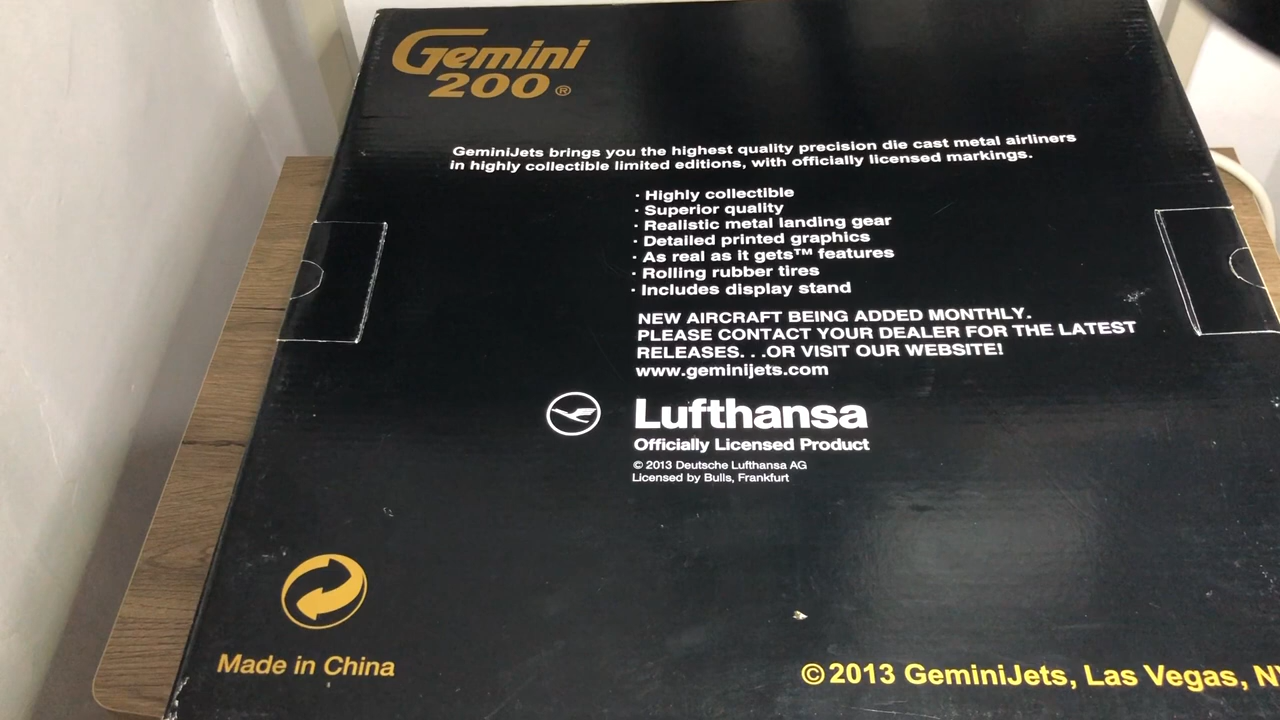 Gemini
200®
GeminiJets brings you the highest quality precision die cast metal airliners
in highly collectible limited editions, with officially licensed markings.
· Highly collectible
· Superior quality
· Realistic metal landing gear
· Detailed printed graphics
· As real as it gets™ features
· Rolling rubber tires
· Includes display stand
NEW AIRCRAFT BEING ADDED MONTHLY.
PLEASE CONTACT YOUR DEALER FOR THE LATEST
RELEASES. . .OR VISIT OUR WEBSITE!
www.geminijets.com
Lufthansa
Officially Licensed Product
© 2013 Deutsche Lufthansa AG
Licensed by Bulls, Frankfurt
Made in China
© 2013 GeminiJets, Las Vegas,